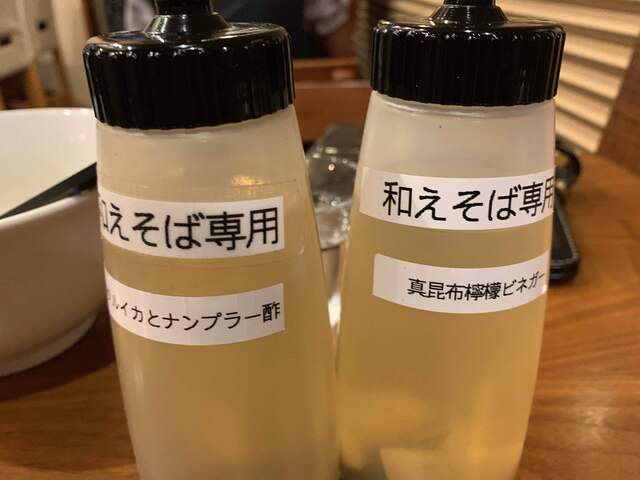 和えそば専用
ルイカとナンプラー酢
和えそば専用
真昆布檸檬ビネガー